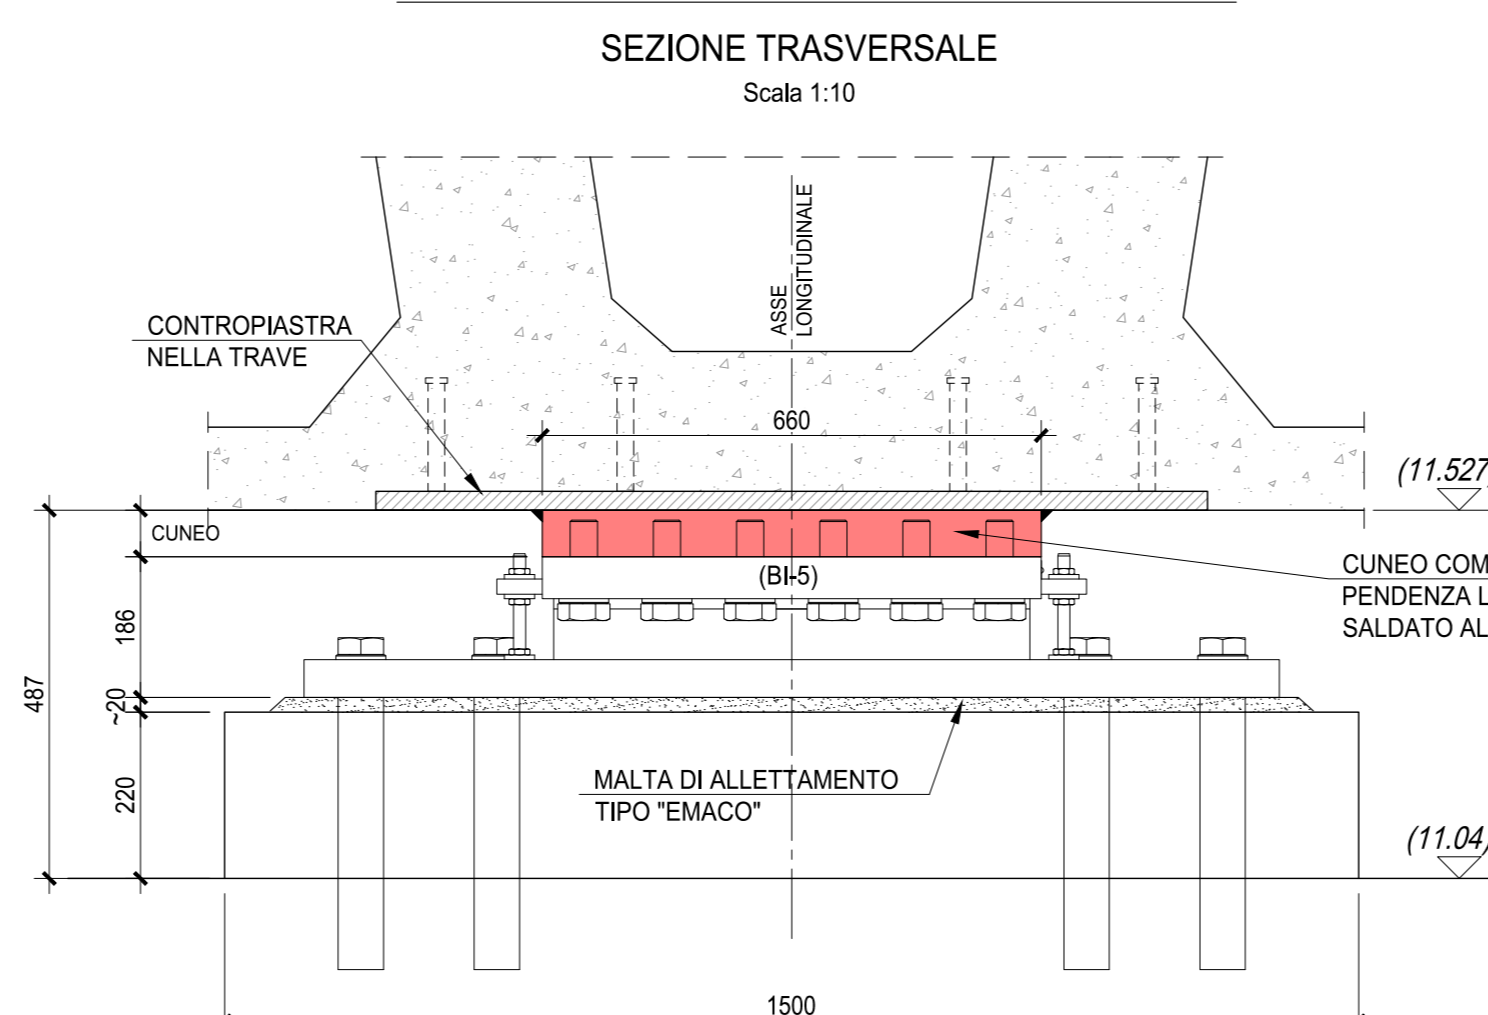 SEZIONE TRASVERSALE
Scala 1:10
ASSE
LONGITUDINALE
CONTROPIASTRA
NELLA TRAVE
660
(11.527)
CUNEO
(BI-5)
CUNEO COM
PENDENZA L
SALDATO AL
186
487
~20
220
MALTA DI ALLETTAMENTO
TIPO "EMACO"
(11.04)
1500